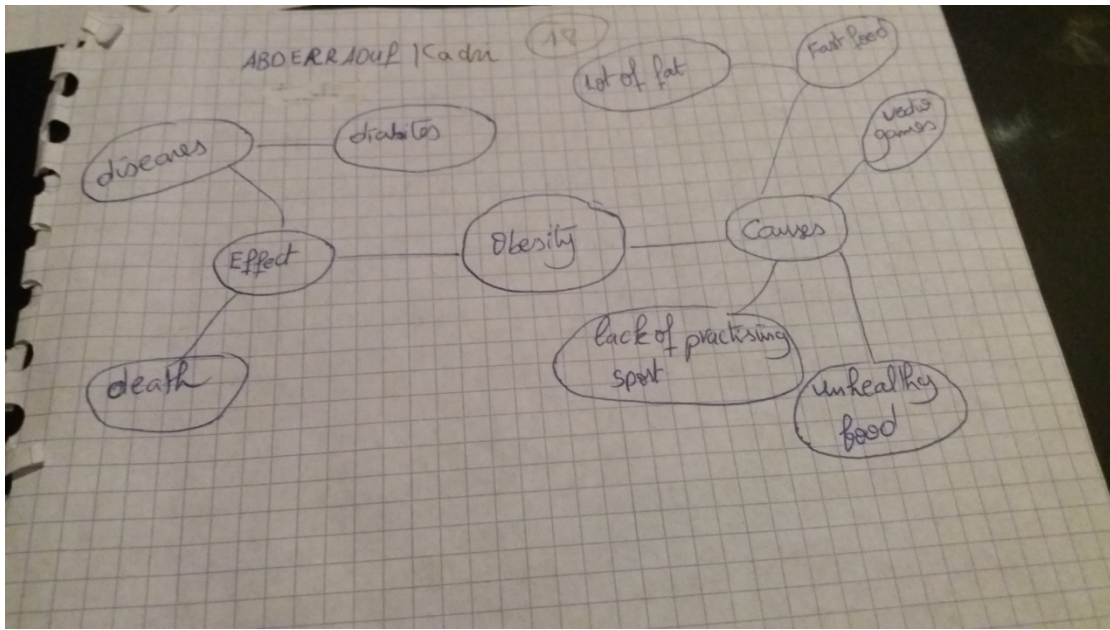 ABDERRAOUF Kadri
18
Lot of fat
Fast food
vedio
games
diseases
diabites
Effect
Obesity
Causes
death
lack of practising
sport
unhealthy
food